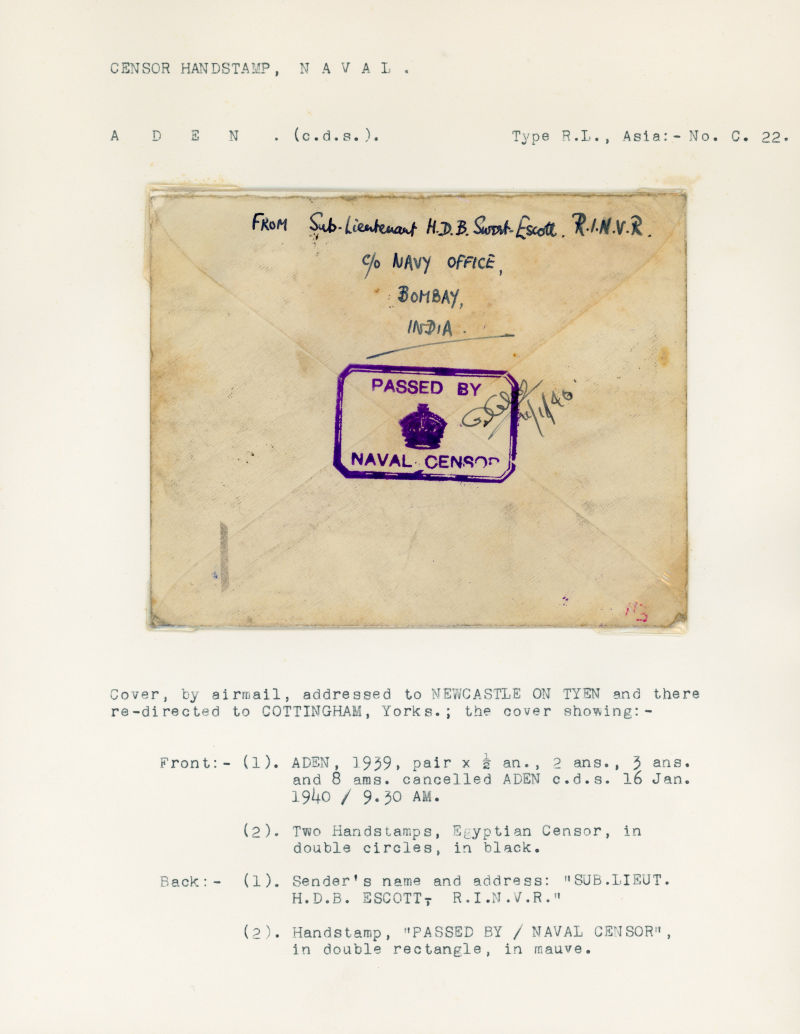 CENSOR HANDSTAMP, N A V A L .
A D E N . (c.d.s.). Type R.L., Asia:- No. C. 22.
FROM Sub-Lieutenant H.D.B. Swort-Escott. R.I.N.V.R.
c/o NAVY OFFICE,
BOMBAY,
INDIA.
PASSED BY
NAVAL CENSOR
Cover, by airmail, addressed to NEWCASTLE ON TYEN and there
re-directed to COTTINGHAM, Yorks.; the cover showing:-
Front:- (1). ADEN, 1939, pair x ½ an., 2 ans., 3 ans.
and 8 ams. cancelled ADEN c.d.s. 16 Jan.
1940 / 9.30 AM.
(2). Two Handstamps, Egyptian Censor, in
double circles, in black.
Back:- (1). Sender's name and address: "SUB.LIEUT.
H.D.B. ESCOTT, R.I.N.V.R."
(2). Handstamp, "PASSED BY / NAVAL CENSOR",
in double rectangle, in mauve.